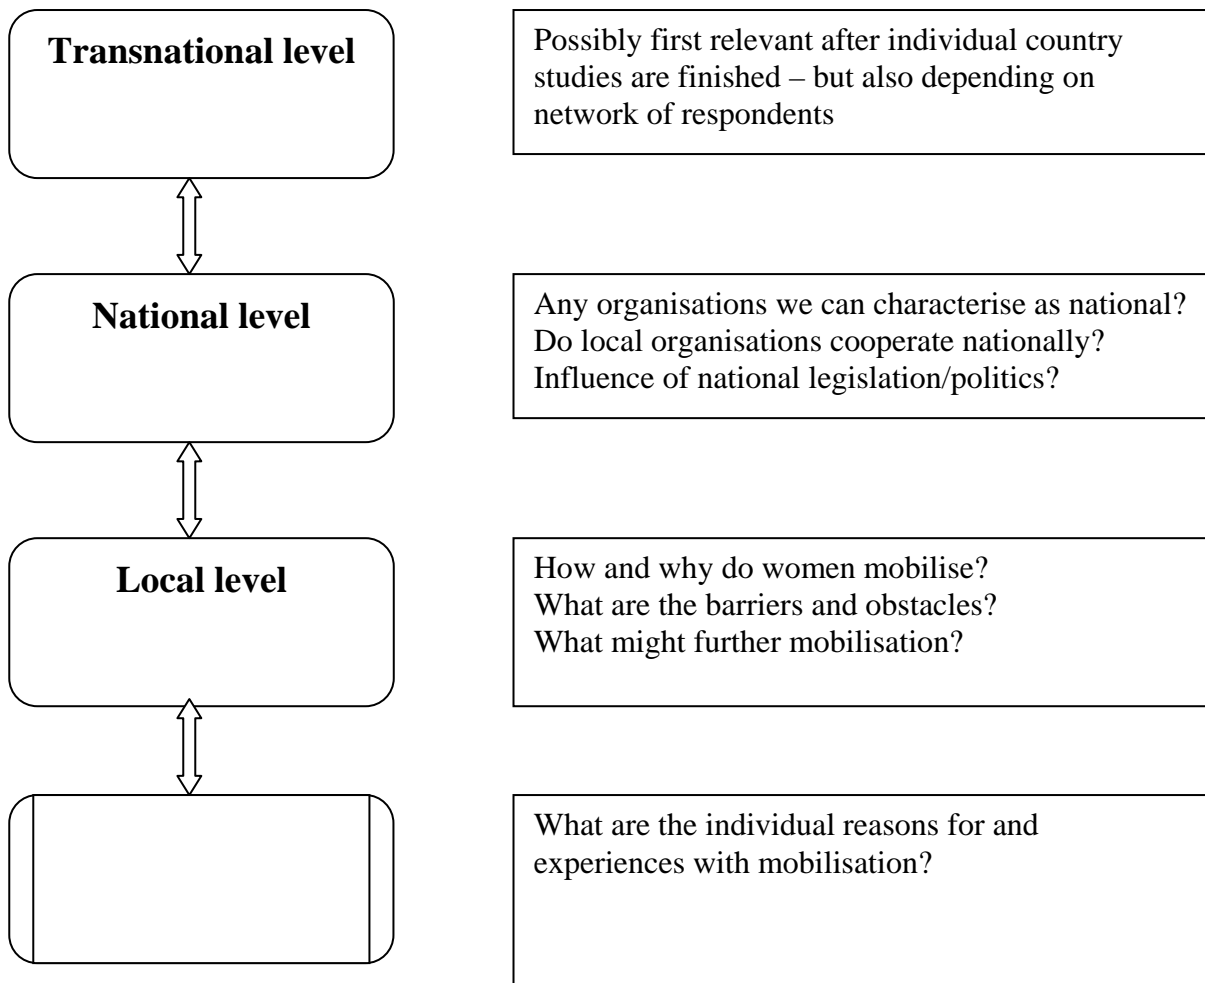 Transnational level
Possibly first relevant after individual country
studies are finished – but also depending on
network of respondents
National level
Any organisations we can characterise as national?
Do local organisations cooperate nationally?
Influence of national legislation/politics?
Local level
How and why do women mobilise?
What are the barriers and obstacles?
What might further mobilisation?
What are the individual reasons for and
experiences with mobilisation?